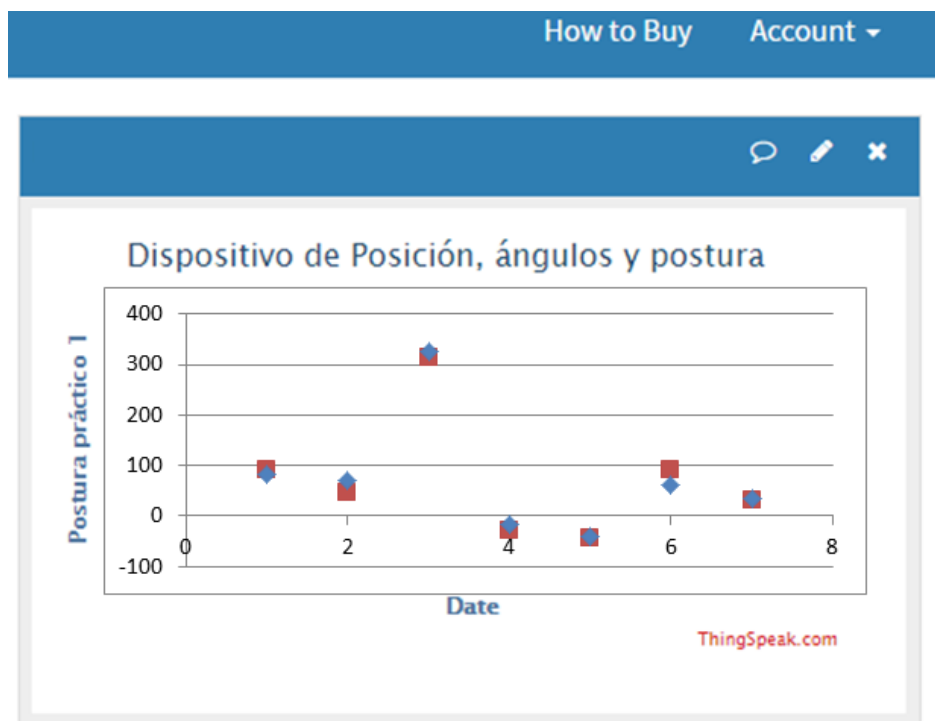 How to Buy Account
Dispositivo de Posición, ángulos y postura
Postura práctico 1
400
300
200
100
0
-100
0 2 4 6 8
Date
ThingSpeak.com